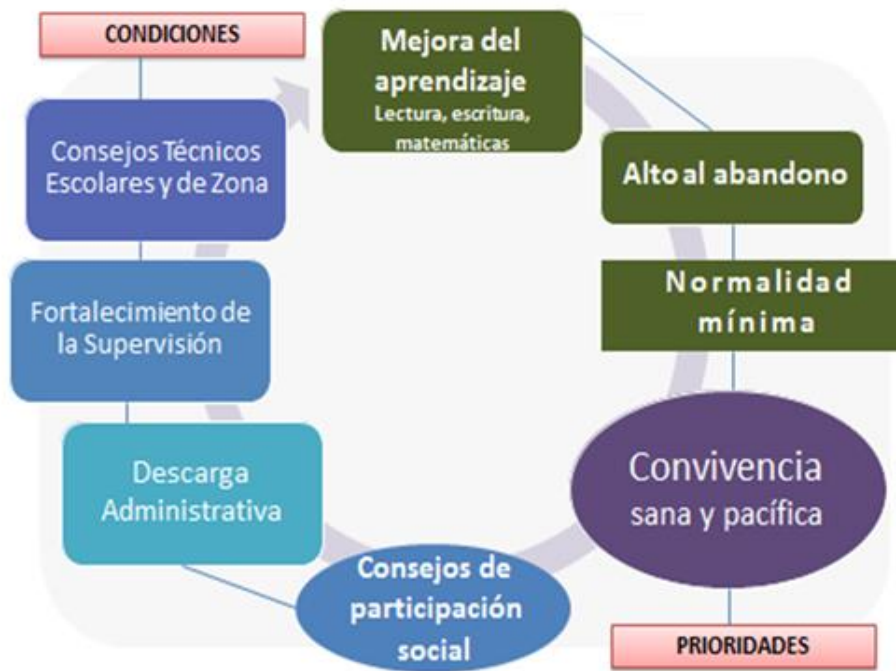 CONDICIONES
Mejora del
aprendizaje
Lectura, escritura,
matemáticas
Consejos Técnicos
Escolares y de Zona
Alto al abandono
Fortalecimiento de
la Supervisión
Normalidad
mínima
Descarga
Administrativa
Convivencia
sana y pacífica
Consejos de
participación
social
PRIORIDADES